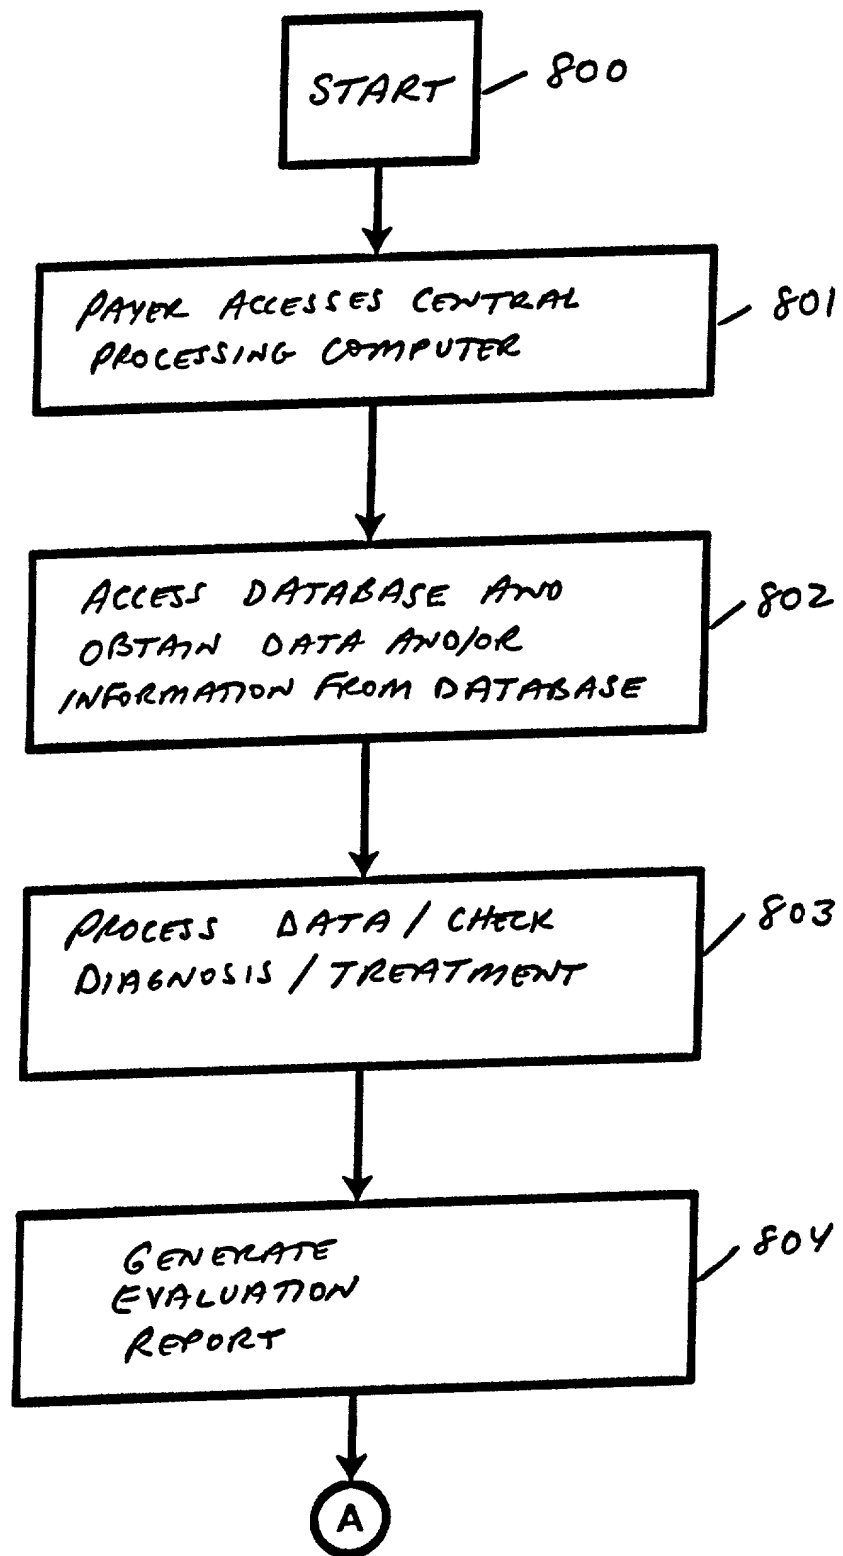 START
800
PAYER ACCESSES CENTRAL
PROCESSING COMPUTER
801
ACCESS DATABASE AND
OBTAIN DATA AND/OR
INFORMATION FROM DATABASE
802
PROCESS DATA / CHECK
DIAGNOSIS / TREATMENT
803
GENERATE
EVALUATION
REPORT
804
A